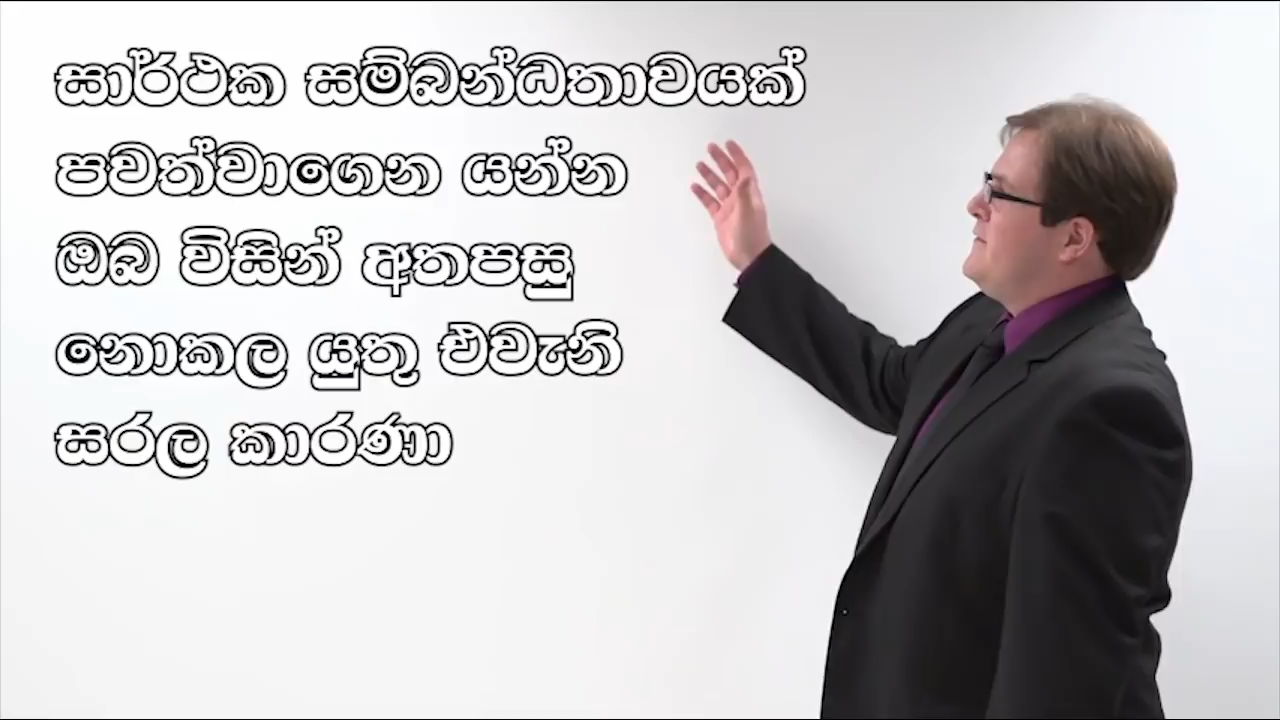 සාර්ථක සම්බන්ධතාවයක්
පවත්වාගෙන යන්න
ඔබ විසින් අතපසු
නොකල යුතු එවැනි
සරල කාරණා